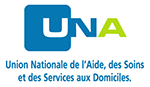 UNA
Union Nationale de l'Aide, des Soins
et des Services aux Domiciles.